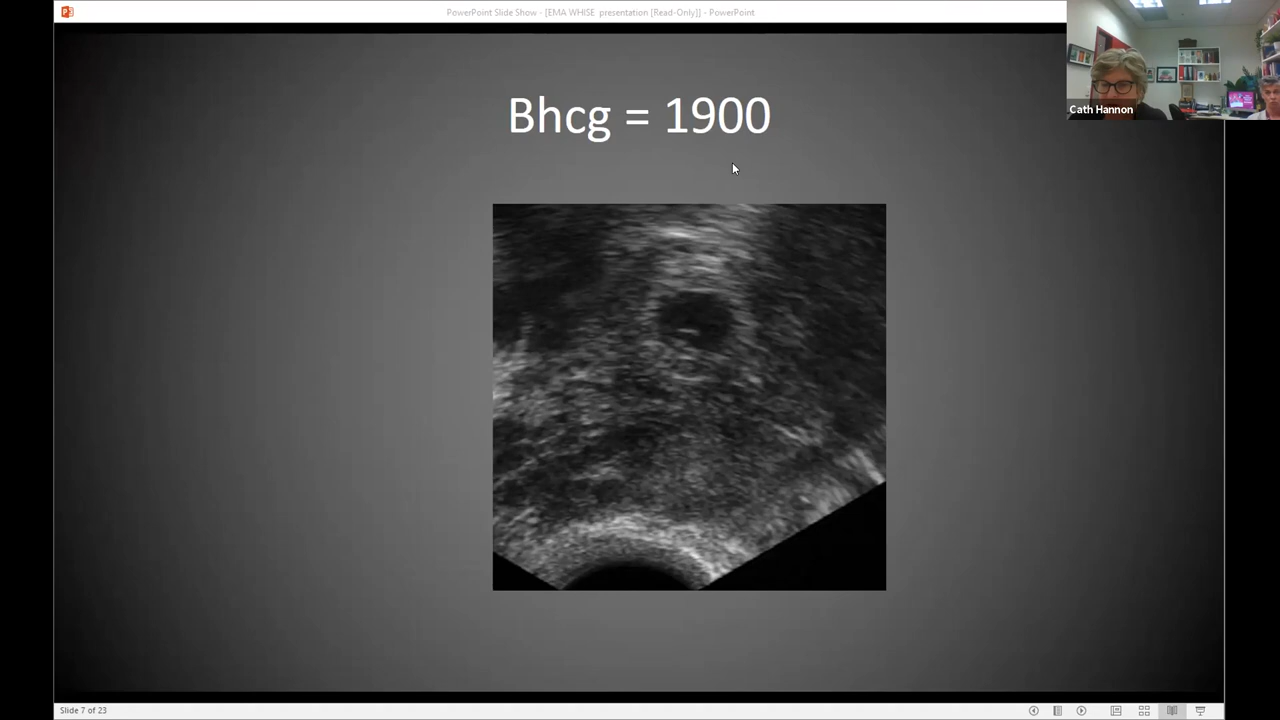 PowerPoint Slide Show - [EMA WHISE presentation [Read-Only]] - PowerPoint
Cath Hannon
Bhcg = 1900
Slide 7 of 23